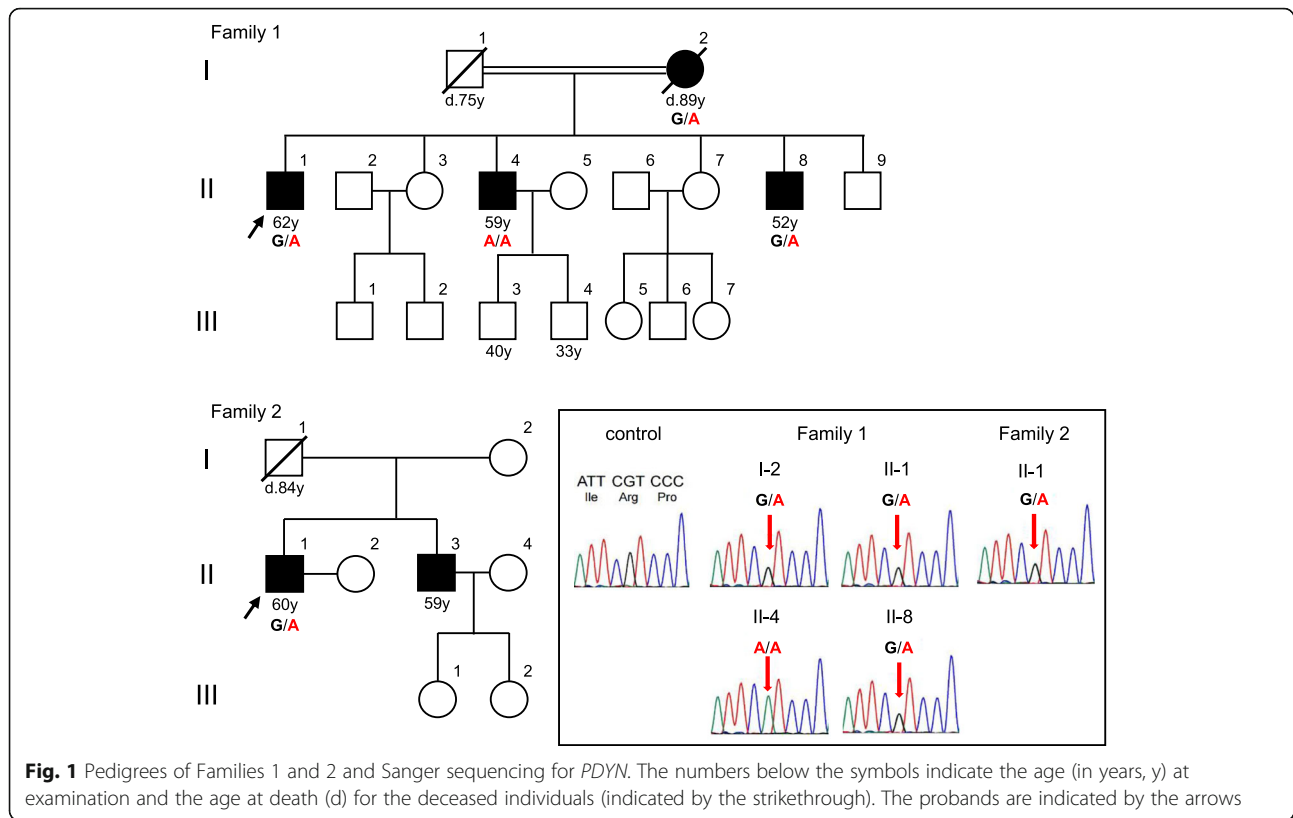 Family 1
1 2
I
d.75y d.89y
G/A
1 2 3 4 5 6 7 8 9
II
62y 59y 52y
G/A A/A G/A
1 2 3 4 5 6 7
III
40y 33y
Family 2
1 2
I
d.84y
1 2 3 4
II
60y 59y
G/A
1 2
III
control Family 1 Family 2
I-2 II-1 II-1
ATT CGT CCC G/A G/A G/A
Ile Arg Pro
II-4 II-8
A/A G/A
Fig. 1 Pedigrees of Families 1 and 2 and Sanger sequencing for PDYN. The numbers below the symbols indicate the age (in years, y) at
examination and the age at death (d) for the deceased individuals (indicated by the strikethrough). The probands are indicated by the arrows